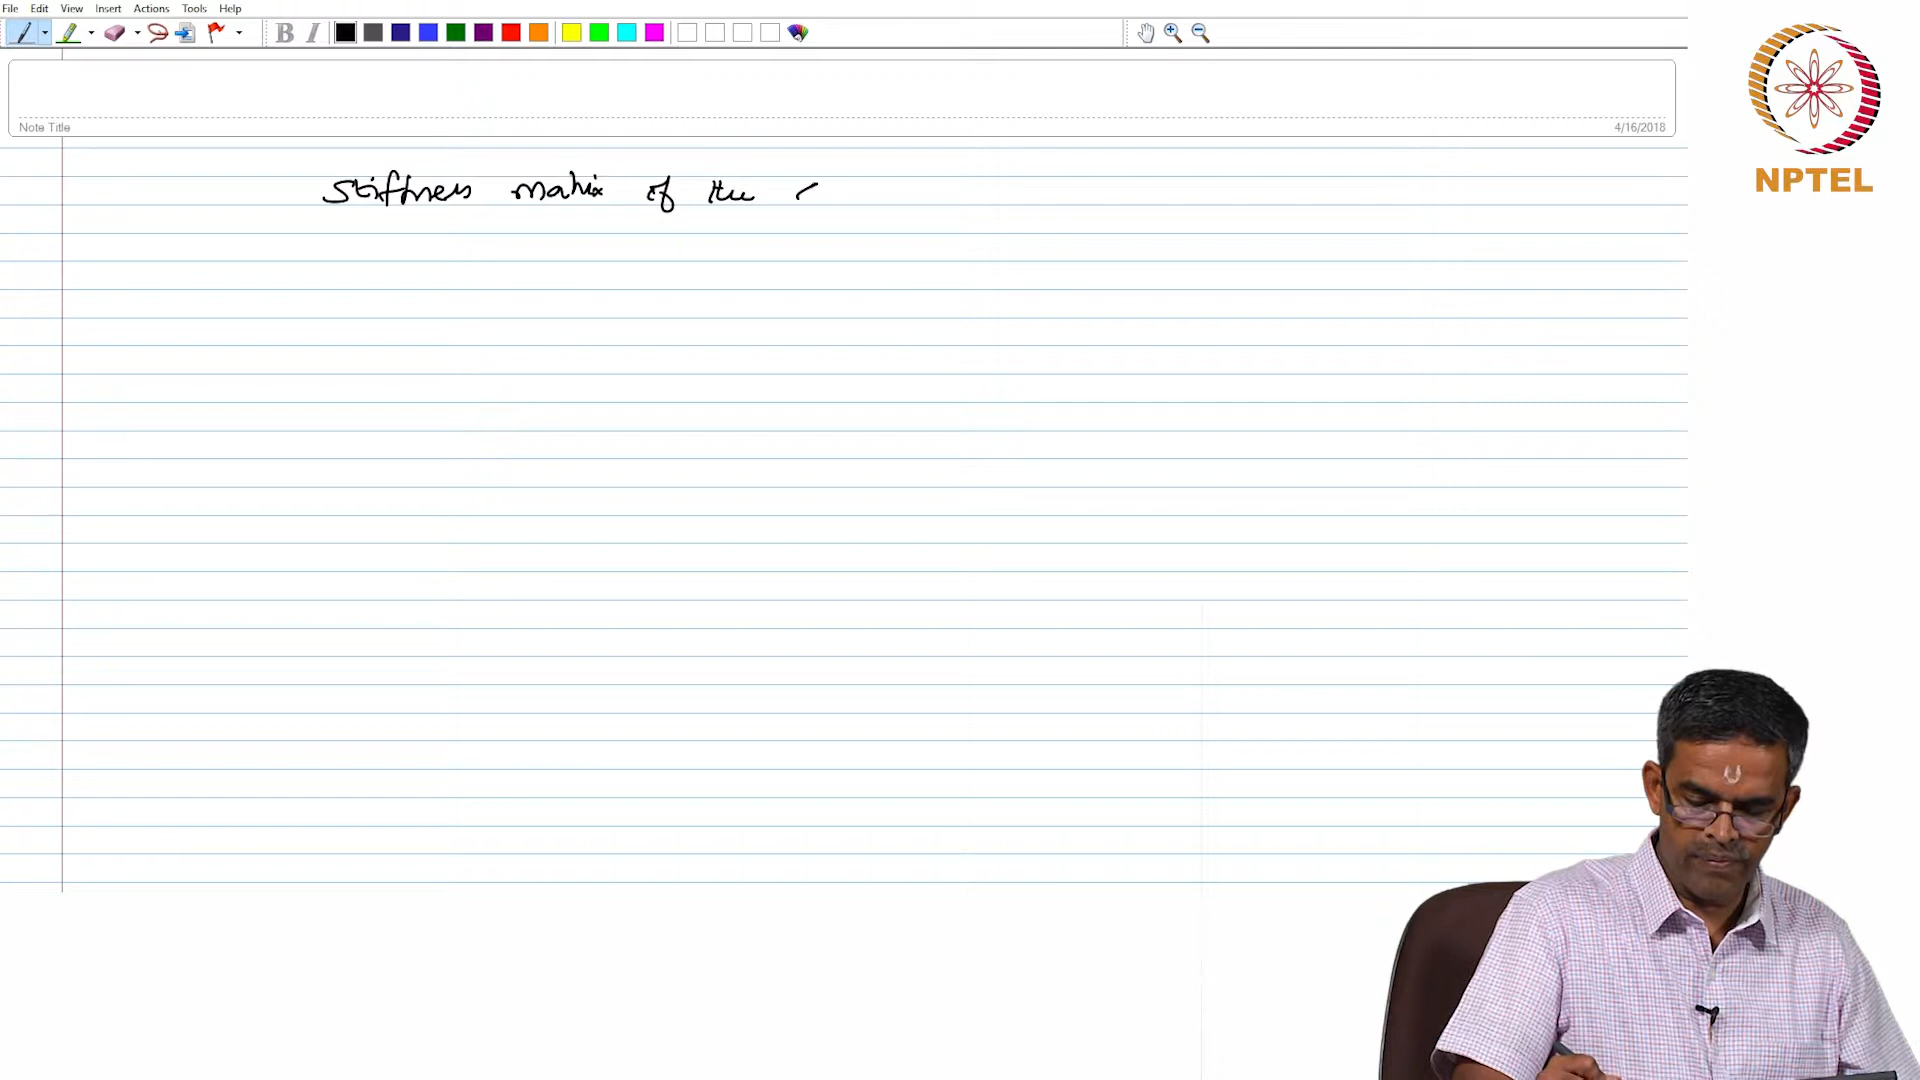 File Edit View Insert Actions Tools Help
B I
Note Title
4/16/2018
NPTEL
Stiffness matrix of the